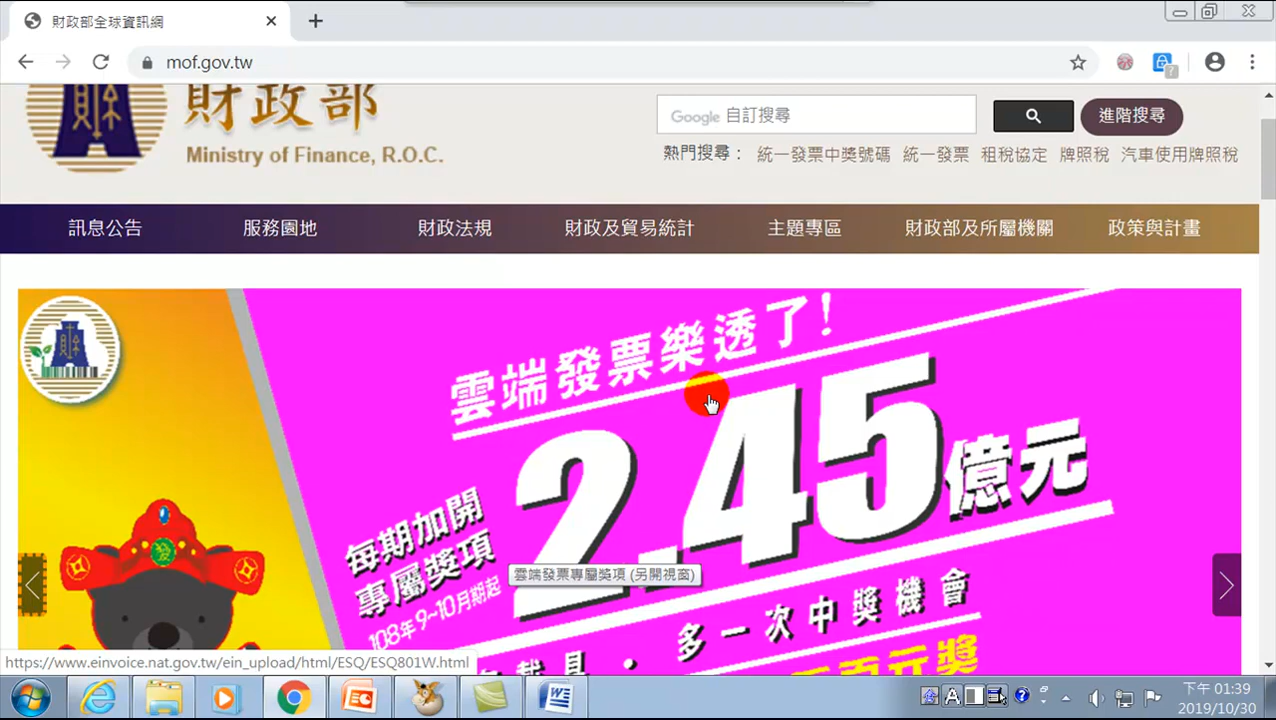 財政部全球資訊網
mof.gov.tw
財政部
Ministry of Finance, R.O.C.
Google 自訂搜尋
進階搜尋
熱門搜尋： 統一發票中獎號碼 統一發票 租稅協定 牌照稅 汽車使用牌照稅
訊息公告 服務園地 財政法規 財政及貿易統計 主題專區 財政部及所屬機關 政策與計畫
財
雲端發票樂透了!
2.45億元
每期加開
專屬獎項
108年9~10月期起
發
雲端發票專屬獎項 (另開視窗)
多一次中獎機會
載具
百元獎
https://www.einvoice.nat.gov.tw/ein_upload/html/ESQ/ESQ801W.html
下午 01:39
2019/10/30